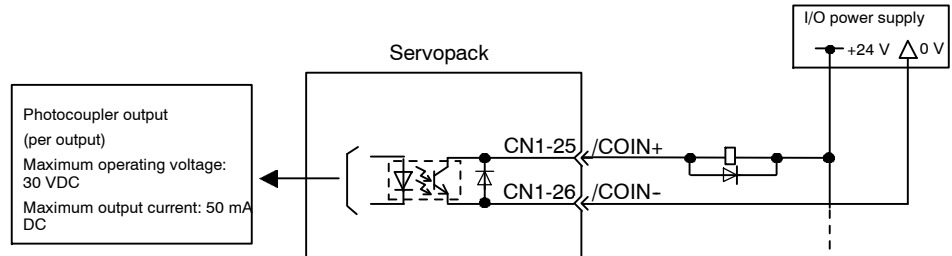 I/O power supply
+24 V 0 V
Servopack
Photocoupler output
(per output)
Maximum operating voltage:
30 VDC
Maximum output current: 50 mA
DC
CN1-25 /COIN+
CN1-26 /COIN-